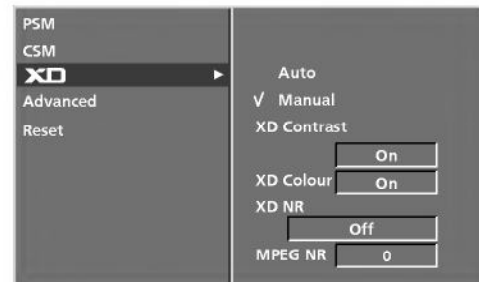 PSM
CSM
XD
Advanced
Reset
Auto
√ Manual
XD Contrast
On
XD Colour On
XD NR
Off
MPEG NR 0